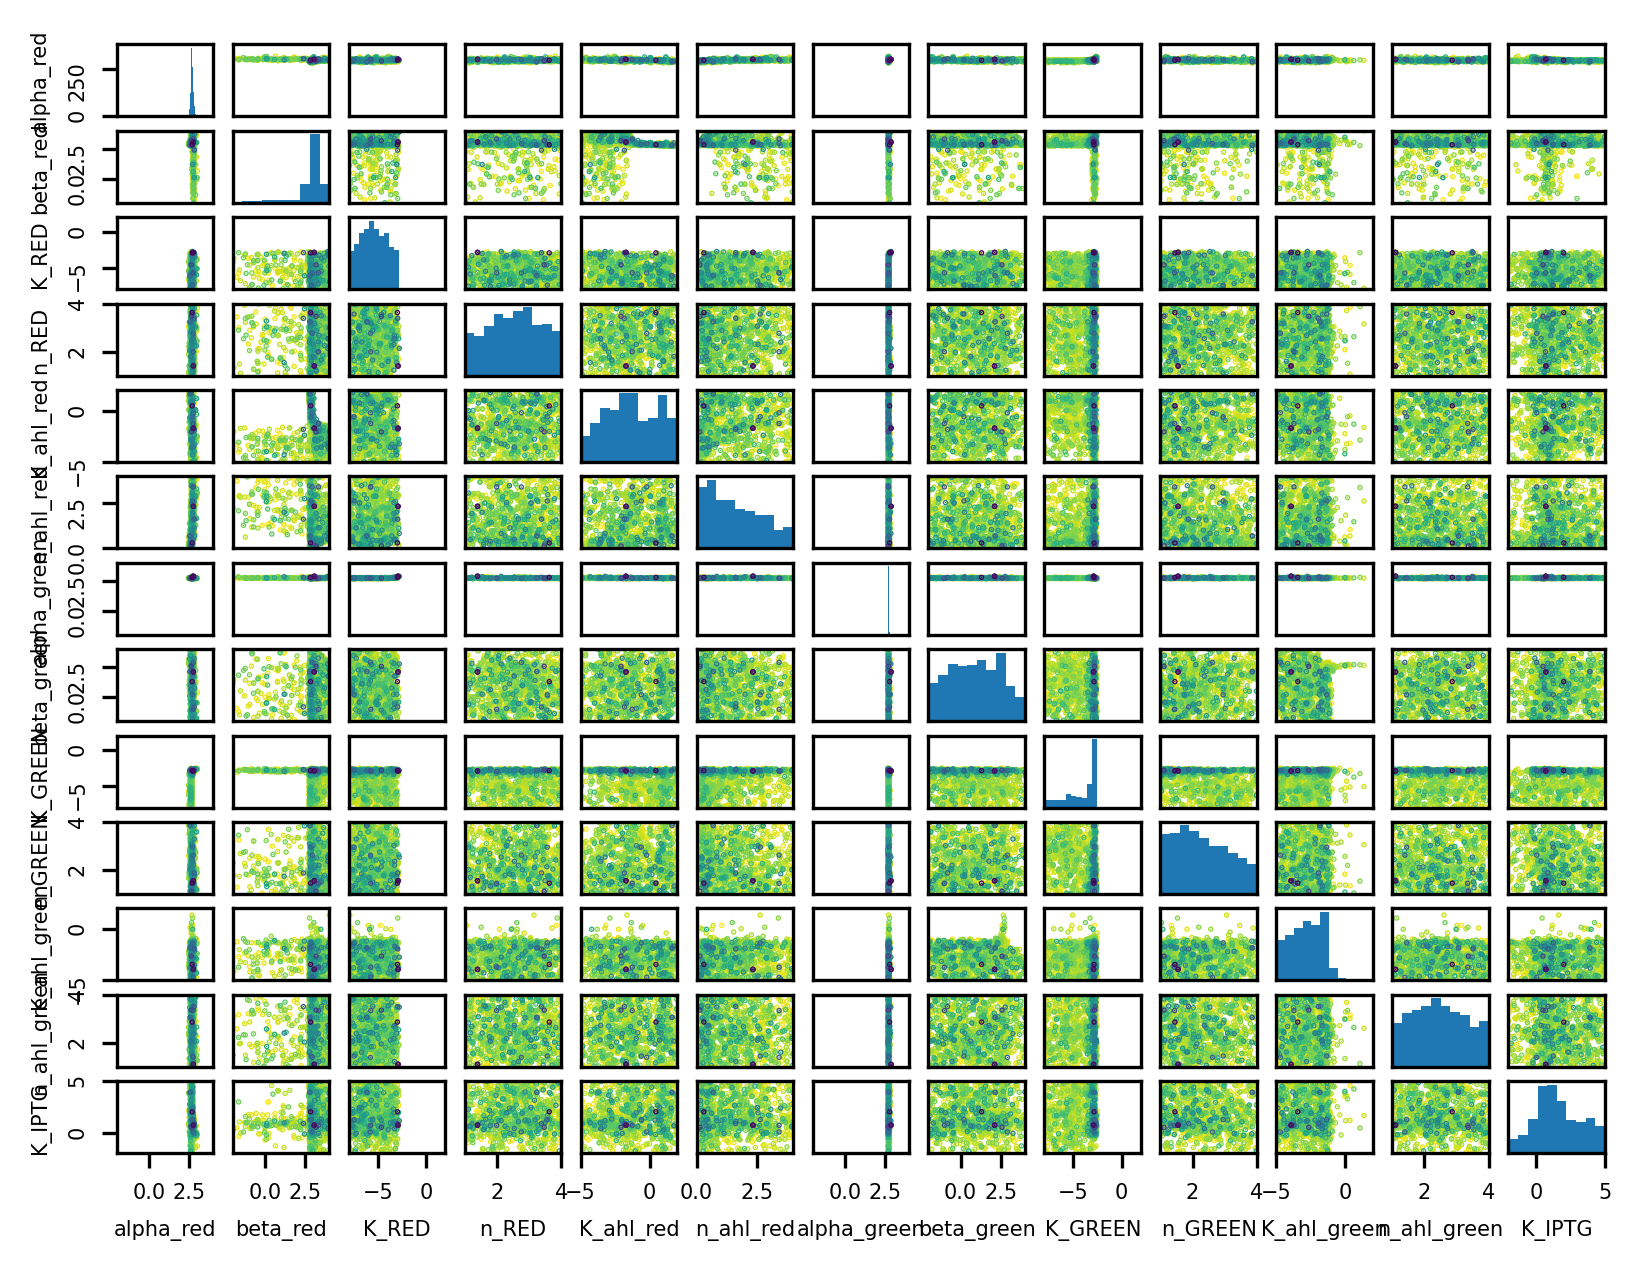 alpha_red
0 250
beta_red
0.0 2.5
K_RED
−5 0
n_RED
2 4
K_ahl_red
−5 0
n_ahl_red
0.0 2.5
alpha_green
0.0 2.5
beta_green
0.0 2.5
K_GREEN
−5 0
n_GREEN
2 4
K_ahl_green
−5 0
n_ahl_green
2 4
K_IPTG
0 5
0.0 2.5 0.0 2.5 −5 0 2 4 −5 0 0.0 2.5 0.0 2.5 0.0 2.5 −5 0 2 4 −5 0 2 4 0 5
alpha_red beta_red K_RED n_RED K_ahl_red n_ahl_red alpha_green beta_green K_GREEN n_GREEN K_ahl_green n_ahl_green K_IPTG